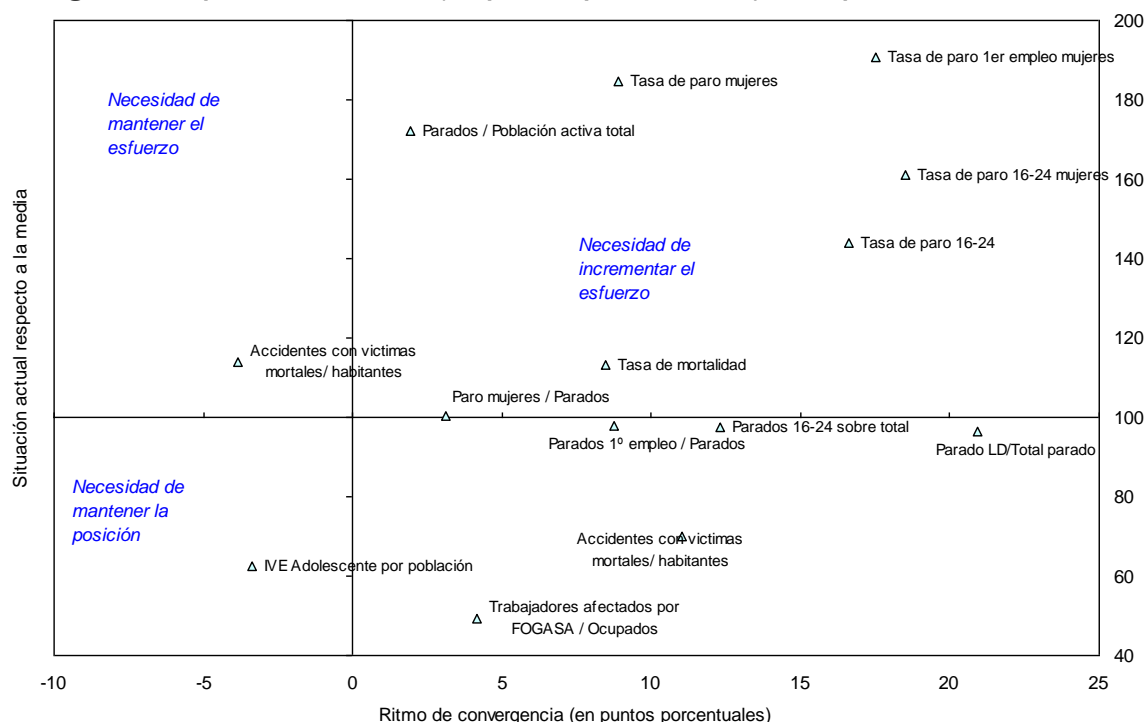 200
Tasa de paro 1er empleo mujeres
Tasa de paro mujeres
180
Necesidad de
mantener el
esfuerzo
Parados / Población activa total
160
Tasa de paro 16-24 mujeres
Tasa de paro 16-24
140
Necesidad de
incrementar el
esfuerzo
120
Accidentes con victimas
mortales/ habitantes
Tasa de mortalidad
Paro mujeres / Parados
100
Parados 16-24 sobre total
Parados 1º empleo / Parados
Parado LD/Total parado
80
Necesidad de
mantener la
posición
Accidentes con victimas
mortales/ habitantes
IVE Adolescente por población
60
Trabajadores afectados por
FOGASA / Ocupados
40
Situación actual respecto a la media
-10 -5 0 5 10 15 20 25
Ritmo de convergencia (en puntos porcentuales)